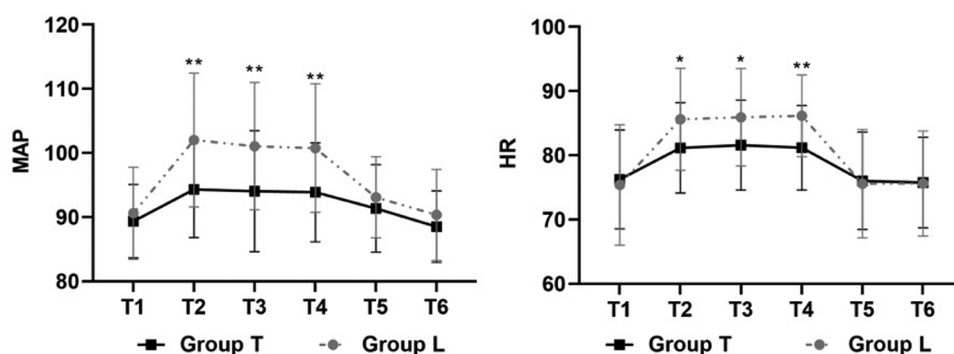 MAP
120
110
100
90
80
** ** **
T1 T2 T3 T4 T5 T6
Group T Group L
HR
100
90
80
70
60
* * **
T1 T2 T3 T4 T5 T6
Group T Group L